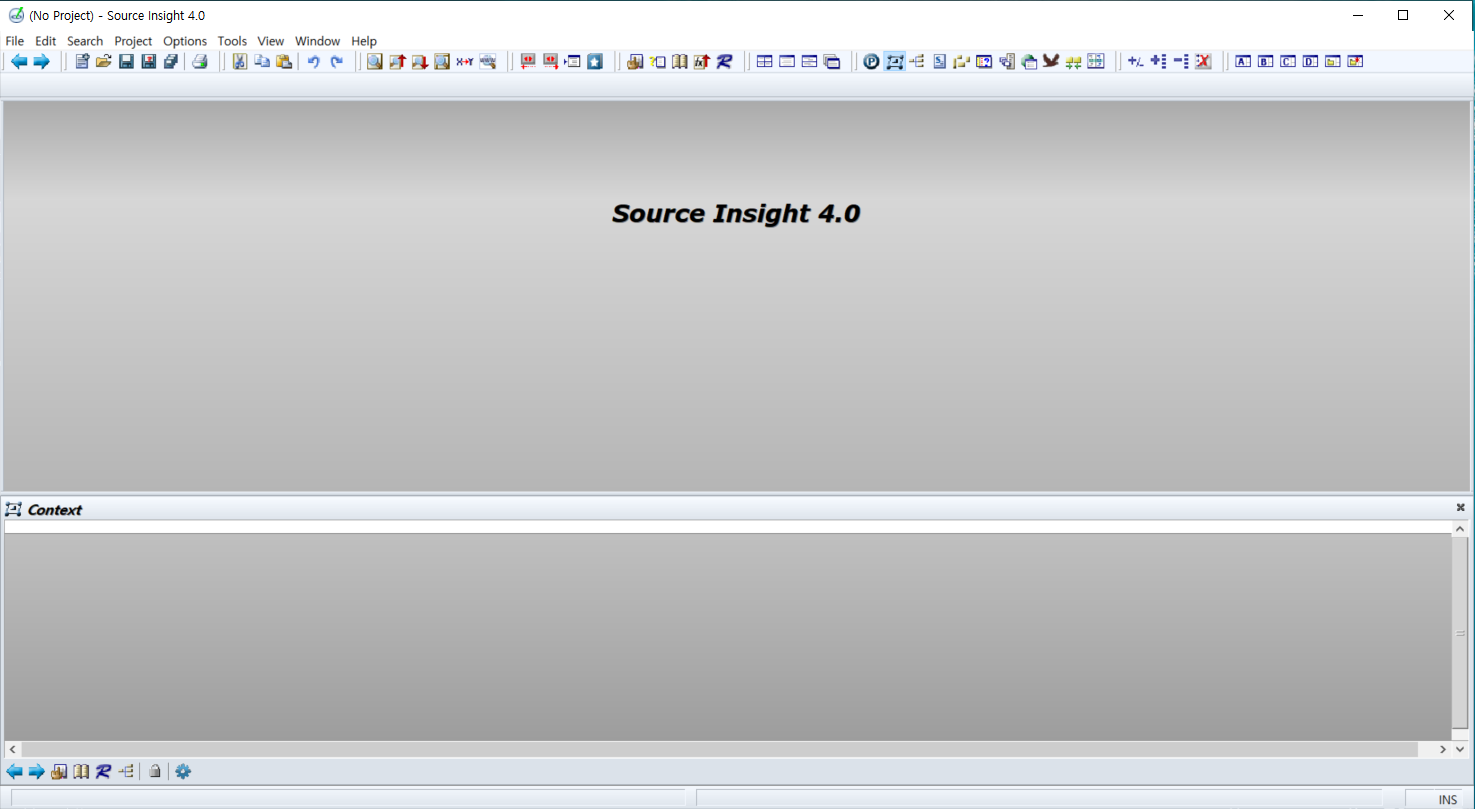 (No Project) - Source Insight 4.0
File Edit Search Project Options Tools View Window Help
Source Insight 4.0
Context
INS